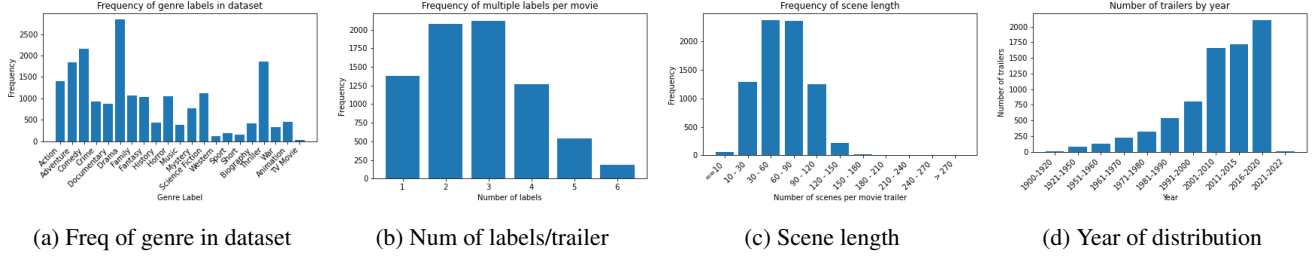 Frequency of genre labels in dataset
Frequency
2500
2000
1500
1000
500
0
Action
Adventure
Comedy
Crime
Documentary
Drama
Family
Fantasy
History
Horror
Music
Mystery
Science Fiction
Western
Sport
Short
Biography
Thriller
War
Animation
TV Movie
Genre Label
(a) Freq of genre in dataset
Frequency of multiple labels per movie
Frequency
2000
1750
1500
1250
1000
750
500
250
0
1 2 3 4 5 6
Number of labels
(b) Num of labels/trailer
Frequency of scene length
Frequency
2000
1500
1000
500
0
==10
10 - 30
30 - 60
60 - 90
90 - 120
120 - 150
150 - 180
180 - 210
210 - 240
240 - 270
> 270
Number of scenes per movie trailer
(c) Scene length
Number of trailers by year
Number of trailers
2000
1750
1500
1250
1000
750
500
250
0
1900-1920
1921-1950
1951-1960
1961-1970
1971-1980
1981-1990
1991-2000
2001-2010
2011-2015
2016-2020
2021-2022
Year
(d) Year of distribution